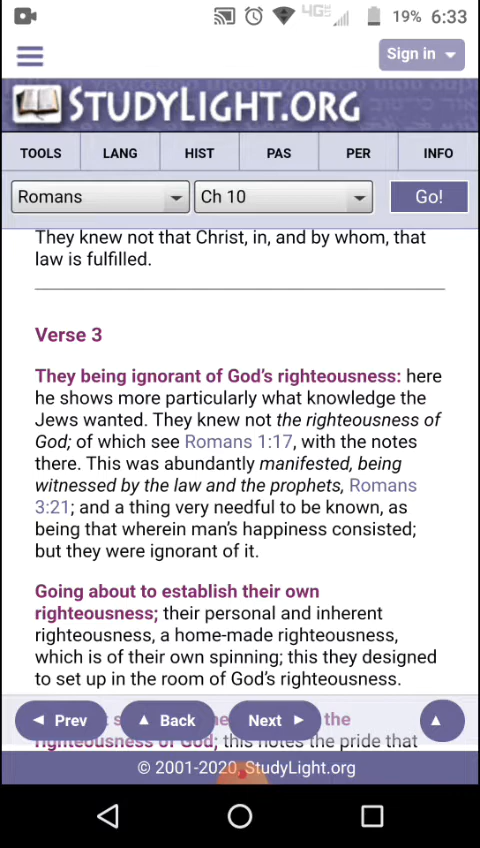 4G
19% 6:33
Sign in
STUDYLIGHT.ORG
TOOLS LANG HIST PAS PER INFO
Romans Ch 10 Go!
They knew not that Christ, in, and by whom, that
law is fulfilled.
Verse 3
They being ignorant of God's righteousness: here
he shows more particularly what knowledge the
Jews wanted. They knew not the righteousness of
God; of which see Romans 1:17, with the notes
there. This was abundantly manifested, being
witnessed by the law and the prophets, Romans
3:21; and a thing very needful to be known, as
being that wherein man's happiness consisted;
but they were ignorant of it.
Going about to establish their own
righteousness; their personal and inherent
righteousness, a home-made righteousness,
which is of their own spinning; this they designed
to set up in the room of God's righteousness.
Prev Back Next
the
righteousness of God; this notes the pride that
© 2001-2020, StudyLight.org